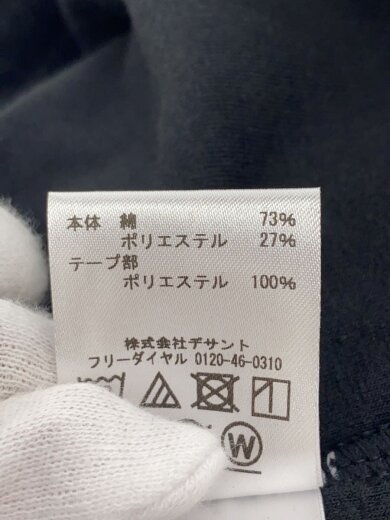 本体 綿 73%
ポリエステル 27%
テープ部
ポリエステル 100%
株式会社デサント
フリーダイヤル 0120-46-0310
W